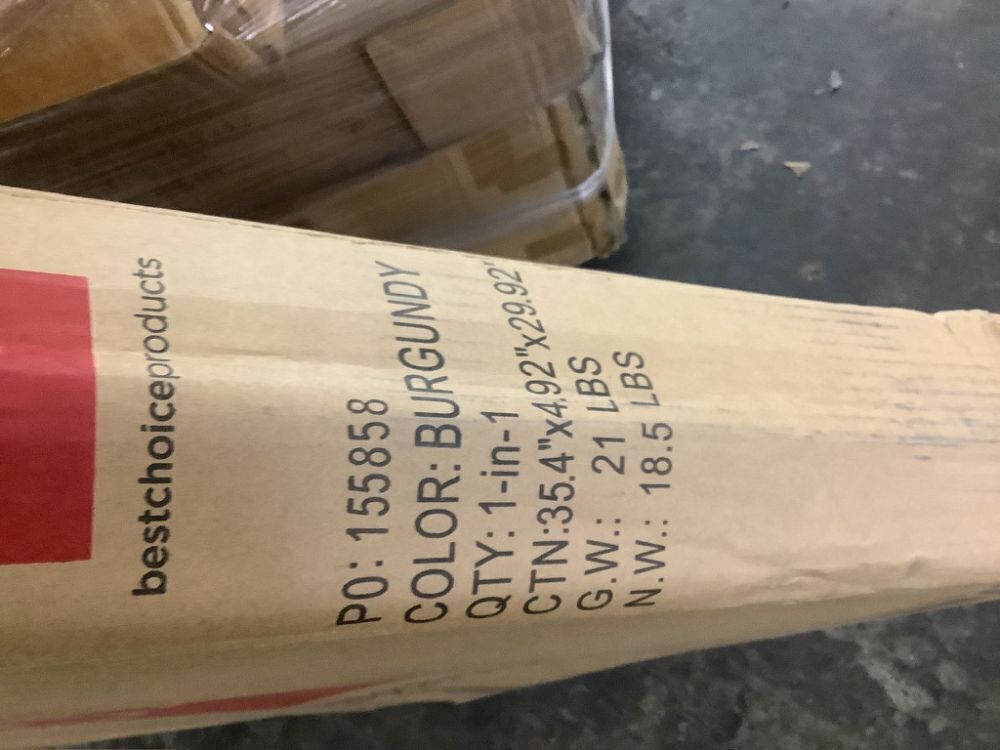 bestchoiceproducts
PO: 155858
COLOR: BURGUNDY
QTY: 1-in-1
CTN:35.4"x4.92"x29.92"
G.W.: 21 LBS
N.W.: 18.5 LBS